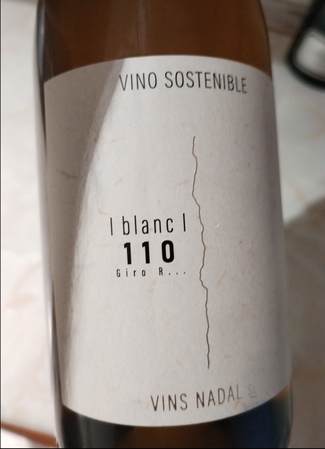 VINO SOSTENIBLE
| blanc |
110
Giro R...
VINS NADAL